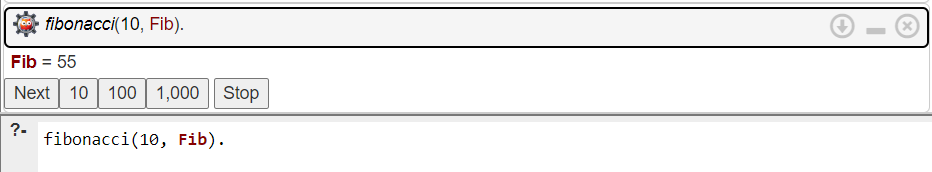 fibonacci(10, Fib).
Fib = 55
Next 10 100 1,000 Stop
?- fibonacci(10, Fib).